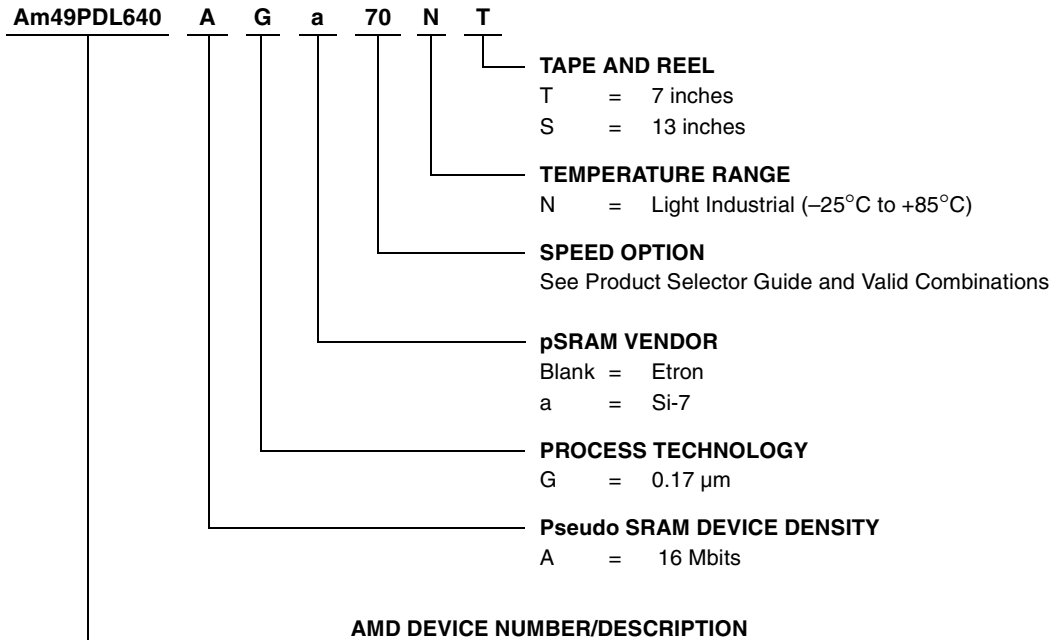 Am49PDL640 A G a 70 N T
TAPE AND REEL
T = 7 inches
S = 13 inches
TEMPERATURE RANGE
N = Light Industrial (–25°C to +85°C)
SPEED OPTION
See Product Selector Guide and Valid Combinations
pSRAM VENDOR
Blank = Etron
a = Si-7
PROCESS TECHNOLOGY
G = 0.17 µm
Pseudo SRAM DEVICE DENSITY
A = 16 Mbits
AMD DEVICE NUMBER/DESCRIPTION